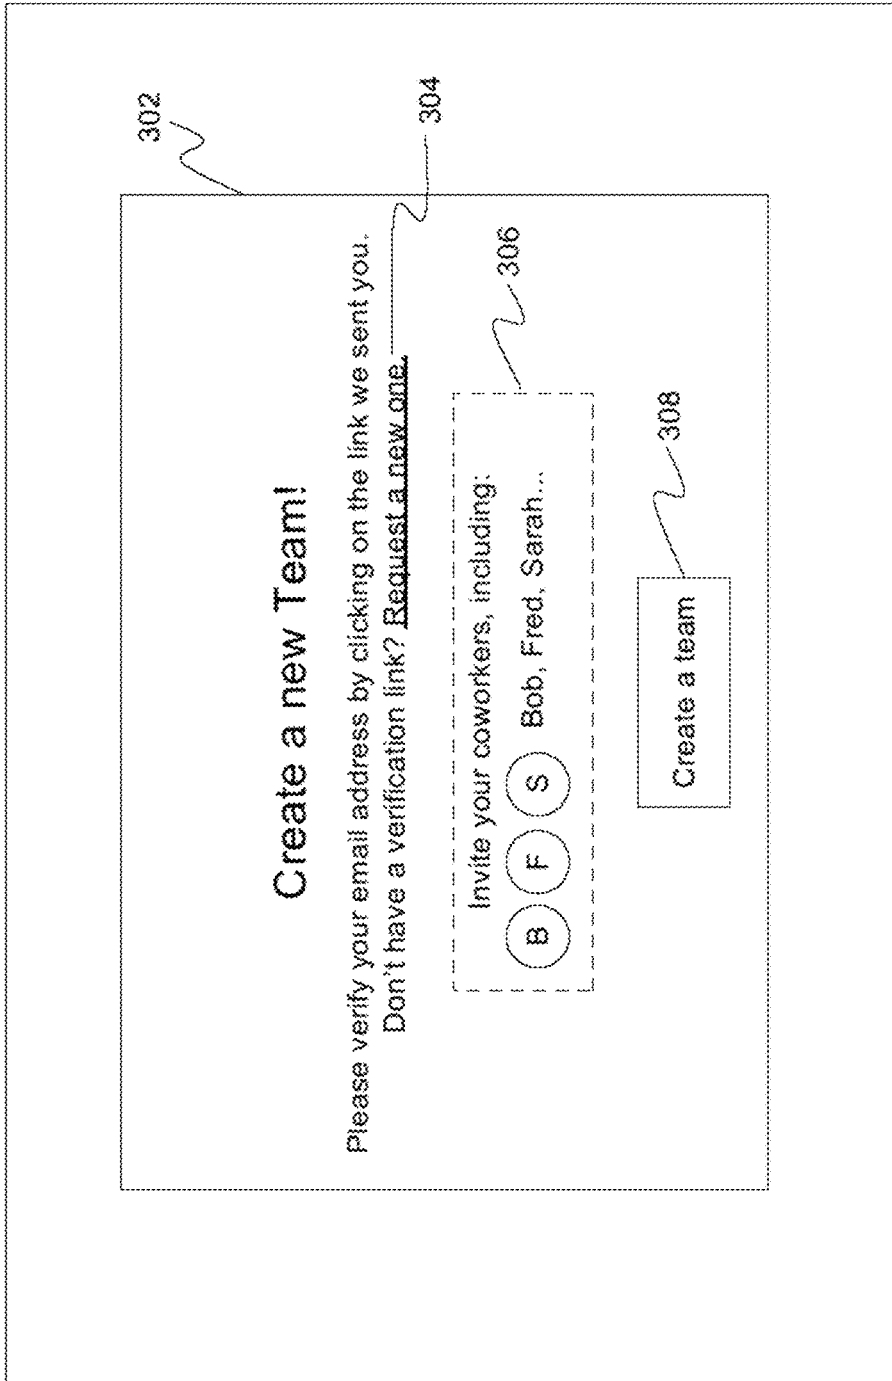 302
Create a new Team!
Please verify your email address by clicking on the link we sent you.
Don't have a verification link? Request a new one.
304
306
Invite your coworkers, including:
B F S Bob, Fred, Sarah...
308
Create a team